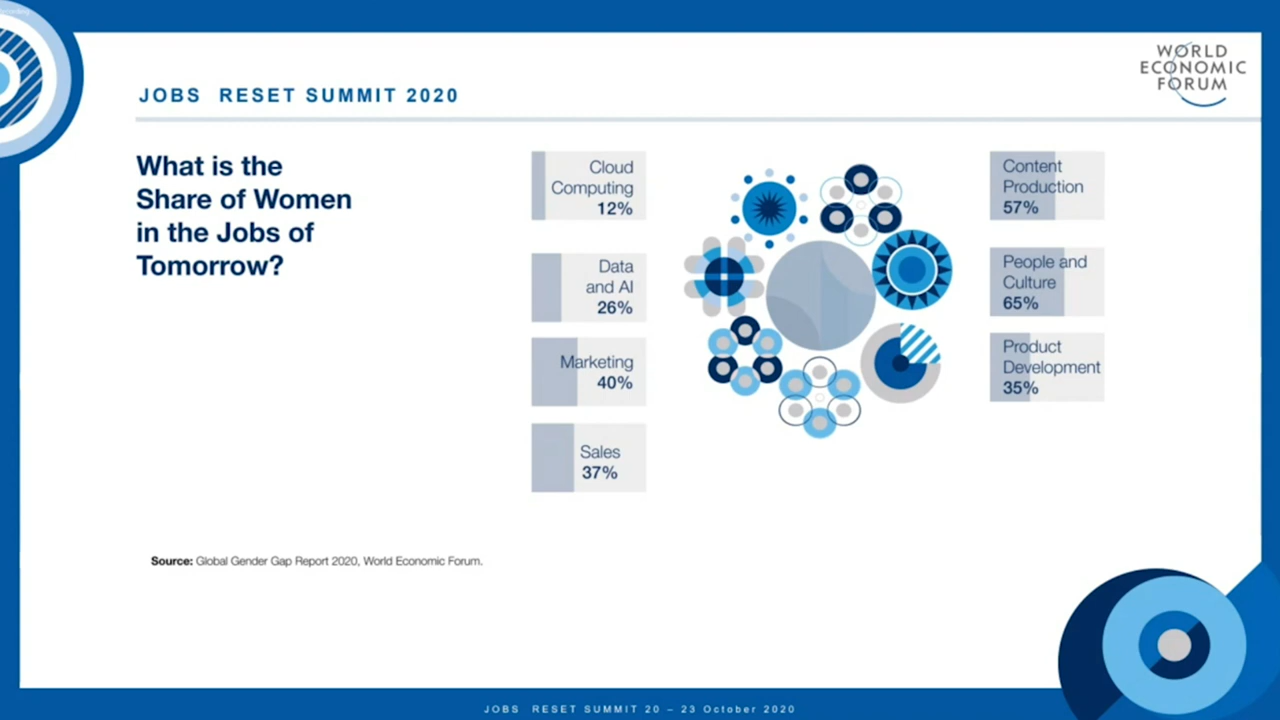 WORLD
ECONOMIC
FORUM
JOBS RESET SUMMIT 2020
What is the
Share of Women
in the Jobs of
Tomorrow?
Cloud
Computing
12%
Data
and AI
26%
Marketing
40%
Sales
37%
Content
Production
57%
People and
Culture
65%
Product
Development
35%
Source: Global Gender Gap Report 2020, World Economic Forum.
JOBS RESET SUMMIT 20 – 23 October 2020